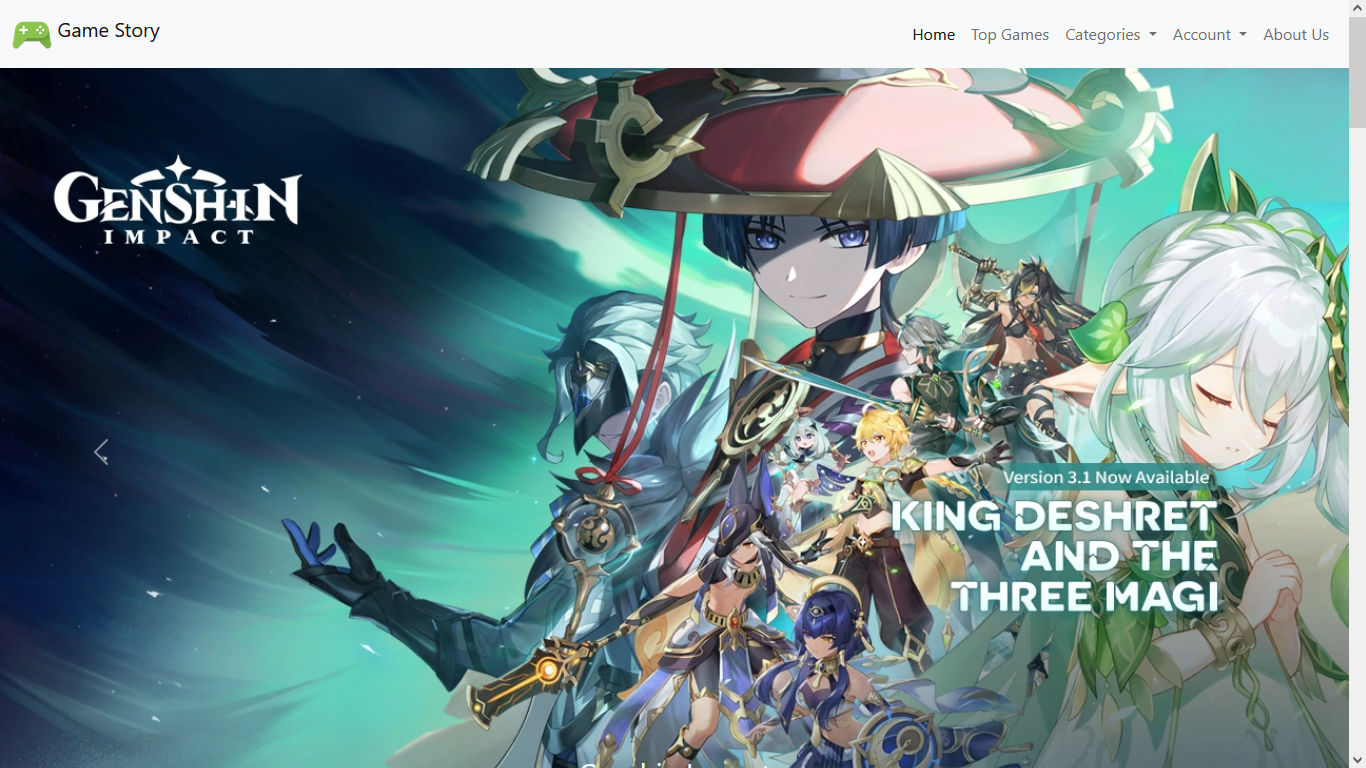 Game Story
Home Top Games Categories Account About Us
GENSHIN
IMPACT
Version 3.1 Now Available
KING DESHRET
AND THE
THREE MAGI